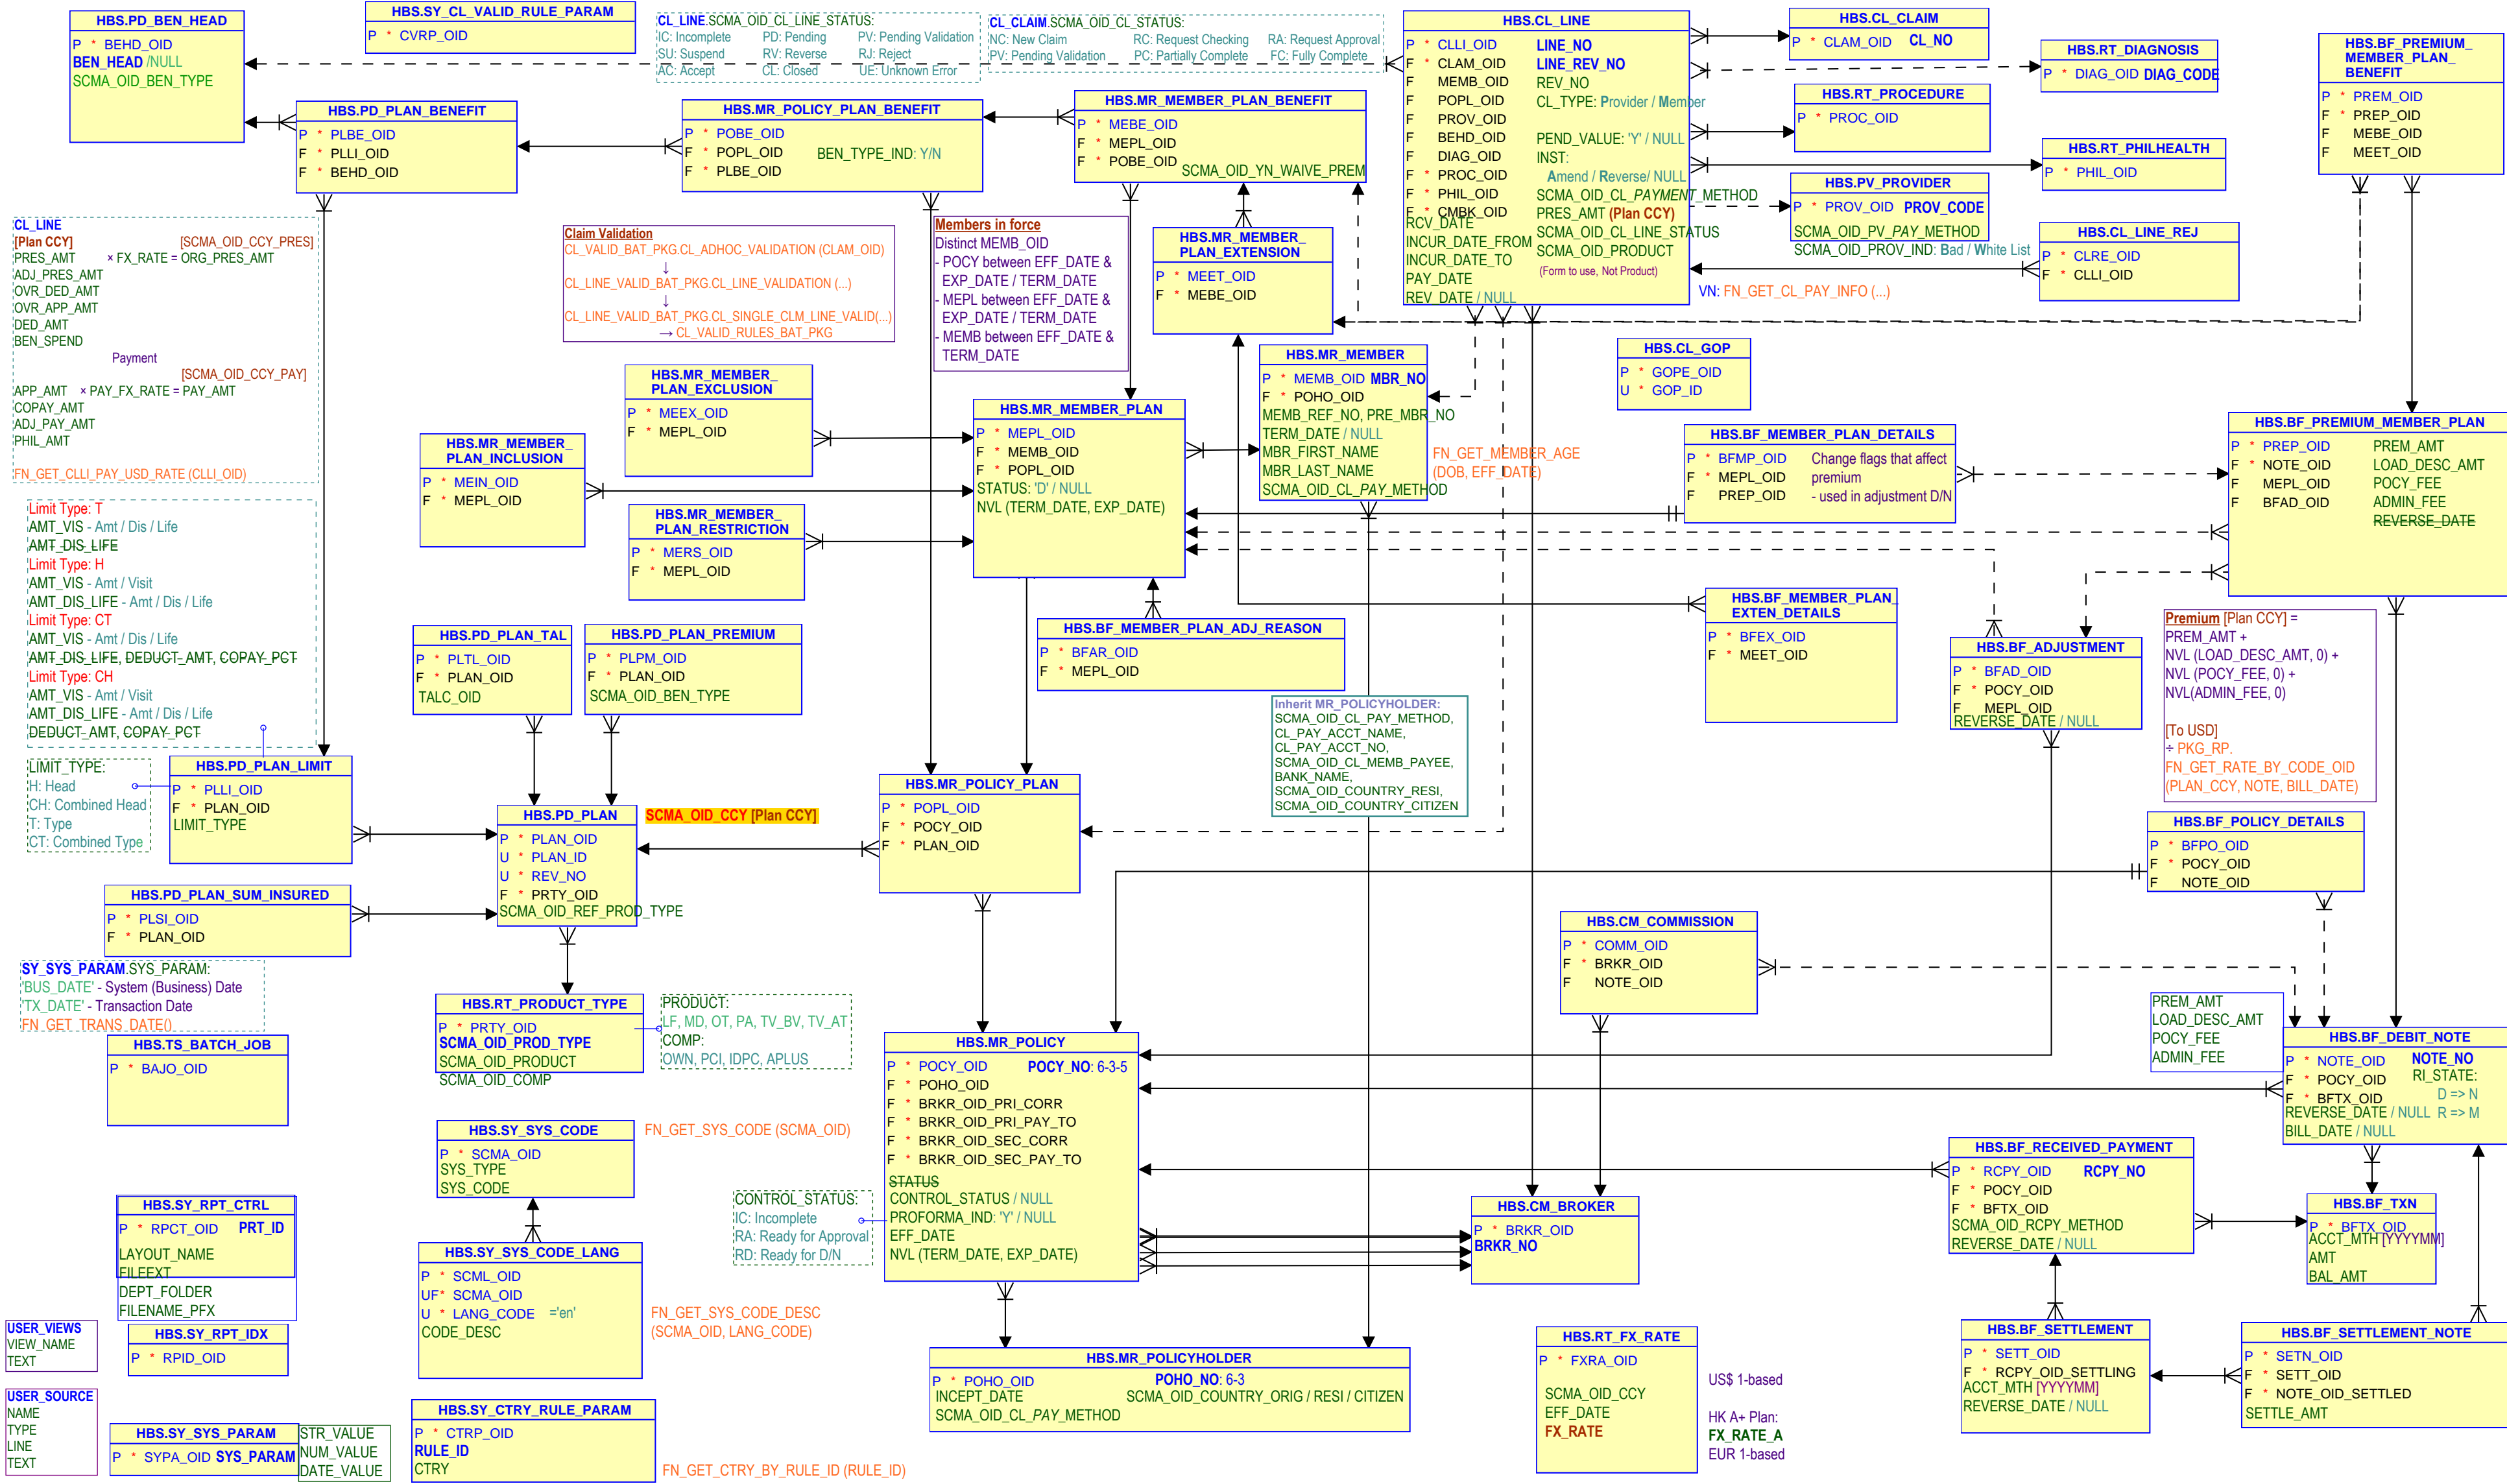 HBS.PD_BEN_HEAD
P * BEHD_OID
BEN_HEAD /NULL
SCMA_OID_BEN_TYPE
HBS.SY_CL_VALID_RULE_PARAM
P * CVRP_OID
CL_LINE.SCMA_OID_CL_LINE_STATUS:
IC: Incomplete PD: Pending PV: Pending Validation
SU: Suspend RV: Reverse RJ: Reject
AC: Accept CL: Closed UE: Unknown Error
CL_CLAIM.SCMA_OID_CL_STATUS:
NC: New Claim RC: Request Checking RA: Request Approval
PV: Pending Validation PC: Partially Complete FC: Fully Complete
HBS.CL_LINE
P * CLLI_OID LINE_NO
F * CLAM_OID LINE_REV_NO
F MEMB_OID REV_NO
F POPL_OID CL_TYPE: Provider / Member
F PROV_OID
F BEHD_OID PEND_VALUE: 'Y' / NULL
F DIAG_OID INST:
F * PROC_OID Amend / Reverse/ NULL
F * PHIL_OID SCMA_OID_CL_PAYMENT_METHOD
F * CMBK_OID PRES_AMT (Plan CCY)
RCV_DATE SCMA_OID_CL_LINE_STATUS
INCUR_DATE_FROM SCMA_OID_PRODUCT
INCUR_DATE_TO (Form to use, Not Product)
PAY_DATE
REV_DATE / NULL
HBS.CL_CLAIM
P * CLAM_OID CL_NO
HBS.RT_DIAGNOSIS
P * DIAG_OID DIAG_CODE
HBS.RT_PROCEDURE
P * PROC_OID
HBS.RT_PHILHEALTH
P * PHIL_OID
HBS.PV_PROVIDER
P * PROV_OID PROV_CODE
SCMA_OID_PV_PAY_METHOD
SCMA_OID_PROV_IND: Bad / White List
HBS.CL_LINE_REJ
P * CLRE_OID
F * CLLI_OID
VN: FN_GET_CL_PAY_INFO (...)
HBS.BF_PREMIUM_
MEMBER_PLAN_
BENEFIT
P * PREM_OID
F * PREP_OID
F MEBE_OID
F MEET_OID
HBS.PD_PLAN_BENEFIT
P * PLBE_OID
F * PLLI_OID
F * BEHD_OID
HBS.MR_POLICY_PLAN_BENEFIT
P * POBE_OID
F * POPL_OID BEN_TYPE_IND: Y/N
F * PLBE_OID
HBS.MR_MEMBER_PLAN_BENEFIT
P * MEBE_OID
F * MEPL_OID
F * POBE_OID
SCMA_OID_YN_WAIVE_PREM
CL_LINE
[Plan CCY] [SCMA_OID_CCY_PRES]
PRES_AMT × FX_RATE = ORG_PRES_AMT
ADJ_PRES_AMT
OVR_DED_AMT
OVR_APP_AMT
DED_AMT
BEN_SPEND
Payment
[SCMA_OID_CCY_PAY]
APP_AMT × PAY_FX_RATE = PAY_AMT
COPAY_AMT
ADJ_PAY_AMT
PHIL_AMT
FN_GET_CLLI_PAY_USD_RATE (CLLI_OID)
Claim Validation
CL_VALID_BAT_PKG.CL_ADHOC_VALIDATION (CLAM_OID)
↓
CL_LINE_VALID_BAT_PKG.CL_LINE_VALIDATION (...)
↓
CL_LINE_VALID_BAT_PKG.CL_SINGLE_CLM_LINE_VALID(...)
→ CL_VALID_RULES_BAT_PKG
Members in force
Distinct MEMB_OID
- POCY between EFF_DATE &
EXP_DATE / TERM_DATE
- MEPL between EFF_DATE &
EXP_DATE / TERM_DATE
- MEMB between EFF_DATE &
TERM_DATE
HBS.MR_MEMBER_
PLAN_EXTENSION
P * MEET_OID
F * MEBE_OID
HBS.MR_MEMBER
P * MEMB_OID MBR_NO
F * POHO_OID
MEMB_REF_NO, PRE_MBR_NO
TERM_DATE / NULL
MBR_FIRST_NAME
MBR_LAST_NAME
SCMA_OID_CL_PAY_METHOD
FN_GET_MEMBER_AGE
(DOB, EFF_DATE)
HBS.CL_GOP
P * GOPE_OID
U * GOP_ID
HBS.MR_MEMBER_
PLAN_EXCLUSION
P * MEEX_OID
F * MEPL_OID
HBS.MR_MEMBER_
PLAN_INCLUSION
P * MEIN_OID
F * MEPL_OID
HBS.MR_MEMBER_
PLAN_RESTRICTION
P * MERS_OID
F * MEPL_OID
HBS.MR_MEMBER_PLAN
P * MEPL_OID
F * MEMB_OID
F * POPL_OID
STATUS: 'D' / NULL
NVL (TERM_DATE, EXP_DATE)
HBS.BF_MEMBER_PLAN_DETAILS
P * BFMP_OID Change flags that affect
F * MEPL_OID premium
F PREP_OID - used in adjustment D/N
HBS.BF_PREMIUM_MEMBER_PLAN
P * PREP_OID PREM_AMT
F * NOTE_OID LOAD_DESC_AMT
F MEPL_OID POCY_FEE
F BFAD_OID ADMIN_FEE
REVERSE_DATE
Limit Type: T
AMT_VIS - Amt / Dis / Life
AMT_DIS_LIFE
Limit Type: H
AMT_VIS - Amt / Visit
AMT_DIS_LIFE - Amt / Dis / Life
Limit Type: CT
AMT_VIS - Amt / Dis / Life
AMT_DIS_LIFE, DEDUCT_AMT, COPAY_PCT
Limit Type: CH
AMT_VIS - Amt / Visit
AMT_DIS_LIFE - Amt / Dis / Life
DEDUCT_AMT, COPAY_PCT
HBS.PD_PLAN_TAL
P * PLTL_OID
F * PLAN_OID
TALC_OID
HBS.PD_PLAN_PREMIUM
P * PLPM_OID
F * PLAN_OID
SCMA_OID_BEN_TYPE
HBS.BF_MEMBER_PLAN_ADJ_REASON
P * BFAR_OID
F * MEPL_OID
HBS.BF_MEMBER_PLAN_
EXTEN_DETAILS
P * BFEX_OID
F * MEET_OID
HBS.BF_ADJUSTMENT
P * BFAD_OID
F * POCY_OID
F MEPL_OID
REVERSE_DATE / NULL
Premium [Plan CCY] =
PREM_AMT +
NVL (LOAD_DESC_AMT, 0) +
NVL (POCY_FEE, 0) +
NVL(ADMIN_FEE, 0)
[To USD]
÷ PKG_RP.
FN_GET_RATE_BY_CODE_OID
(PLAN_CCY, NOTE, BILL_DATE)
Inherit MR_POLICYHOLDER:
SCMA_OID_CL_PAY_METHOD,
CL_PAY_ACCT_NAME,
CL_PAY_ACCT_NO,
SCMA_OID_CL_MEMB_PAYEE,
BANK_NAME,
SCMA_OID_COUNTRY_RESI,
SCMA_OID_COUNTRY_CITIZEN
LIMIT_TYPE:
H: Head
CH: Combined Head
T: Type
CT: Combined Type
HBS.PD_PLAN_LIMIT
P * PLLI_OID
F * PLAN_OID
LIMIT_TYPE
HBS.PD_PLAN
P * PLAN_OID
U * PLAN_ID
U * REV_NO
F * PRTY_OID
SCMA_OID_REF_PROD_TYPE
SCMA_OID_CCY [Plan CCY]
HBS.MR_POLICY_PLAN
P * POPL_OID
F * POCY_OID
F * PLAN_OID
HBS.BF_POLICY_DETAILS
P * BFPO_OID
F * POCY_OID
F NOTE_OID
HBS.PD_PLAN_SUM_INSURED
P * PLSI_OID
F * PLAN_OID
HBS.CM_COMMISSION
P * COMM_OID
F * BRKR_OID
F NOTE_OID
SY_SYS_PARAM.SYS_PARAM:
'BUS_DATE' - System (Business) Date
'TX_DATE' - Transaction Date
FN_GET_TRANS_DATE()
HBS.TS_BATCH_JOB
P * BAJO_OID
HBS.RT_PRODUCT_TYPE
P * PRTY_OID
SCMA_OID_PROD_TYPE
SCMA_OID_PRODUCT
SCMA_OID_COMP
PRODUCT:
LF, MD, OT, PA, TV_BV, TV_AT
COMP:
OWN, PCI, IDPC, APLUS
HBS.MR_POLICY
P * POCY_OID POCY_NO: 6-3-5
F * POHO_OID
F * BRKR_OID_PRI_CORR
F * BRKR_OID_PRI_PAY_TO
F * BRKR_OID_SEC_CORR
F * BRKR_OID_SEC_PAY_TO
STATUS
CONTROL_STATUS / NULL
PROFORMA_IND: 'Y' / NULL
EFF_DATE
NVL (TERM_DATE, EXP_DATE)
PREM_AMT
LOAD_DESC_AMT
POCY_FEE
ADMIN_FEE
HBS.BF_DEBIT_NOTE
P * NOTE_OID NOTE_NO
F * POCY_OID RI_STATE:
F * BFTX_OID D => N
REVERSE_DATE / NULL R => M
BILL_DATE / NULL
HBS.SY_SYS_CODE
P * SCMA_OID
SYS_TYPE
SYS_CODE
FN_GET_SYS_CODE (SCMA_OID)
CONTROL_STATUS:
IC: Incomplete
RA: Ready for Approval
RD: Ready for D/N
HBS.CM_BROKER
P * BRKR_OID
BRKR_NO
HBS.BF_RECEIVED_PAYMENT
P * RCPY_OID RCPY_NO
F * POCY_OID
F * BFTX_OID
SCMA_OID_RCPY_METHOD
REVERSE_DATE / NULL
HBS.BF_TXN
P * BFTX_OID
ACCT_MTH [YYYYMM]
AMT
BAL_AMT
HBS.SY_RPT_CTRL
P * RPCT_OID PRT_ID
LAYOUT_NAME
FILEEXT
DEPT_FOLDER
FILENAME_PFX
HBS.SY_SYS_CODE_LANG
P * SCML_OID
UF* SCMA_OID
U * LANG_CODE ='en'
CODE_DESC
FN_GET_SYS_CODE_DESC
(SCMA_OID, LANG_CODE)
USER_VIEWS
VIEW_NAME
TEXT
HBS.SY_RPT_IDX
P * RPID_OID
HBS.MR_POLICYHOLDER
P * POHO_OID POHO_NO: 6-3
INCEPT_DATE SCMA_OID_COUNTRY_ORIG / RESI / CITIZEN
SCMA_OID_CL_PAY_METHOD
HBS.RT_FX_RATE
P * FXRA_OID
SCMA_OID_CCY
EFF_DATE
FX_RATE
US$ 1-based
HK A+ Plan:
FX_RATE_A
EUR 1-based
HBS.BF_SETTLEMENT
P * SETT_OID
F * RCPY_OID_SETTLING
ACCT_MTH [YYYYMM]
REVERSE_DATE / NULL
HBS.BF_SETTLEMENT_NOTE
P * SETN_OID
F * SETT_OID
F * NOTE_OID_SETTLED
SETTLE_AMT
USER_SOURCE
NAME
TYPE
LINE
TEXT
HBS.SY_SYS_PARAM
P * SYPA_OID SYS_PARAM
STR_VALUE
NUM_VALUE
DATE_VALUE
HBS.SY_CTRY_RULE_PARAM
P * CTRP_OID
RULE_ID
CTRY
FN_GET_CTRY_BY_RULE_ID (RULE_ID)